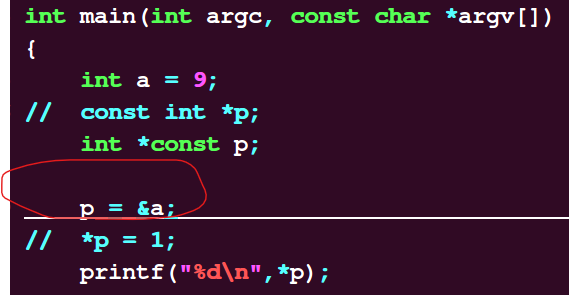 int main(int argc, const char *argv[])
{
    int a = 9;
//  const int *p;
    int *const p;
    p = &a;
//  *p = 1;
    printf("%d\n",*p);